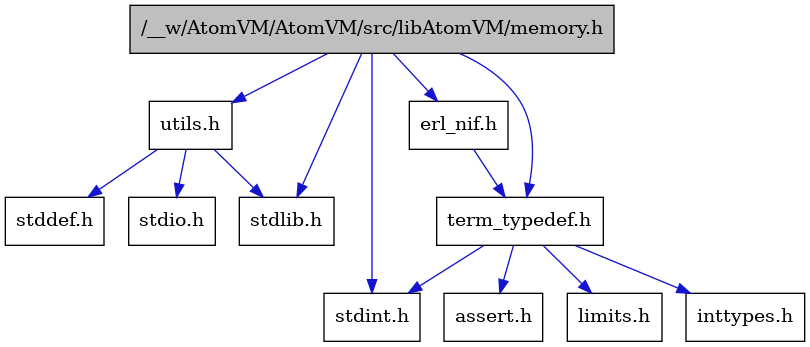 /__w/AtomVM/AtomVM/src/libAtomVM/memory.h
utils.h
erl_nif.h
stddef.h
stdio.h
stdlib.h
term_typedef.h
stdint.h
assert.h
limits.h
inttypes.h